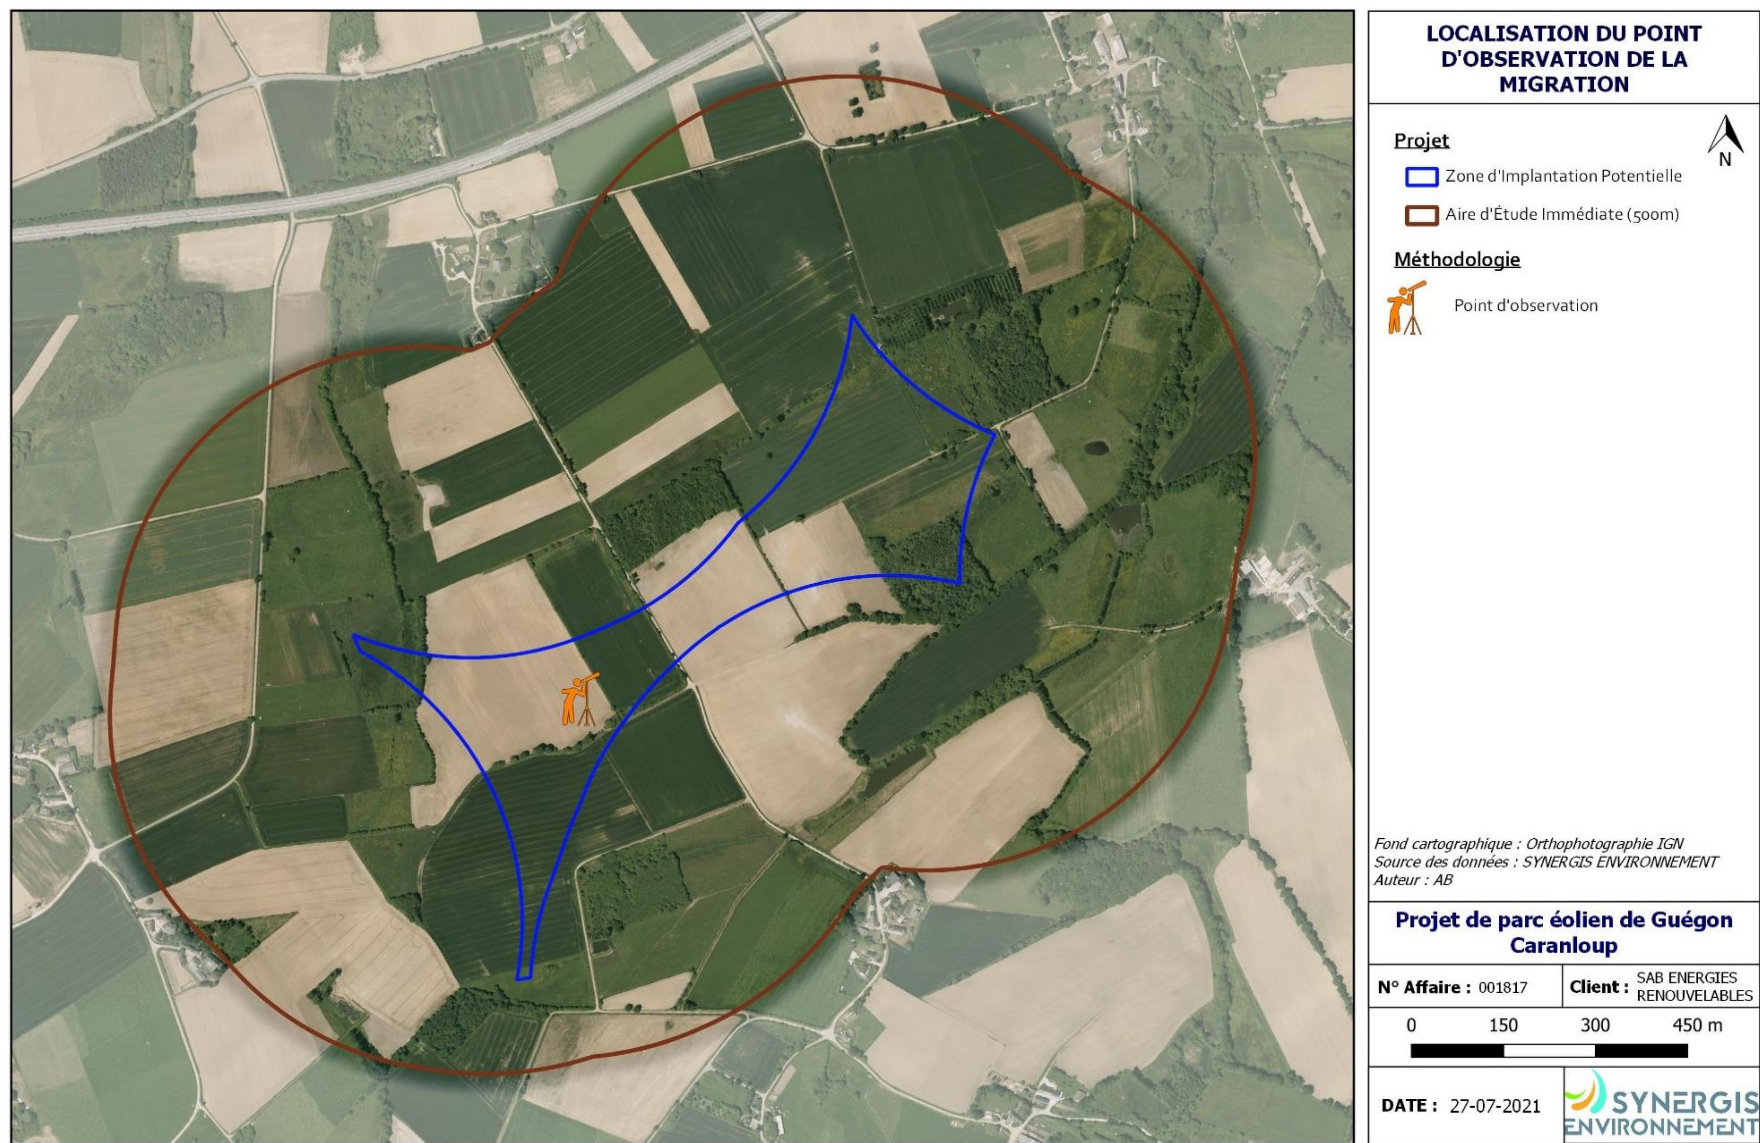 LOCALISATION DU POINT
D'OBSERVATION DE LA
MIGRATION
Projet
N
Zone d'Implantation Potentielle
Aire d'Étude Immédiate (500m)
Méthodologie
Point d'observation
Fond cartographique : Orthophotographie IGN
Source des données : SYNERGIS ENVIRONNEMENT
Auteur : AB
Projet de parc éolien de Guégon
Caranloup
N° Affaire : 001817
Client : SAB ENERGIES
RENOUVELABLES
0 150 300 450 m
DATE : 27-07-2021
SYNERGIS
ENVIRONNEMENT